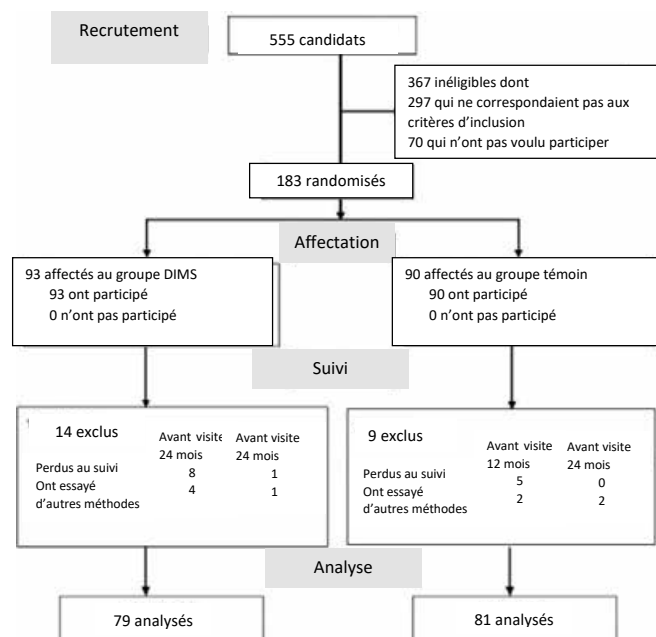 Recrutement
555 candidats
367 inéligibles dont
297 qui ne correspondaient pas aux
critères d’inclusion
70 qui n’ont pas voulu participer
183 randomisés
Affectation
93 affectés au groupe DIMS
93 ont participé
0 n’ont pas participé
90 affectés au groupe témoin
90 ont participé
0 n’ont pas participé
Suivi
14 exclus
Avant visite Avant visite
24 mois 24 mois
Perdus au suivi 8 1
Ont essayé 4 1
d’autres méthodes
9 exclus
Avant visite Avant visite
12 mois 24 mois
Perdus au suivi 5 0
Ont essayé 2 2
d’autres méthodes
Analyse
79 analysés
81 analysés